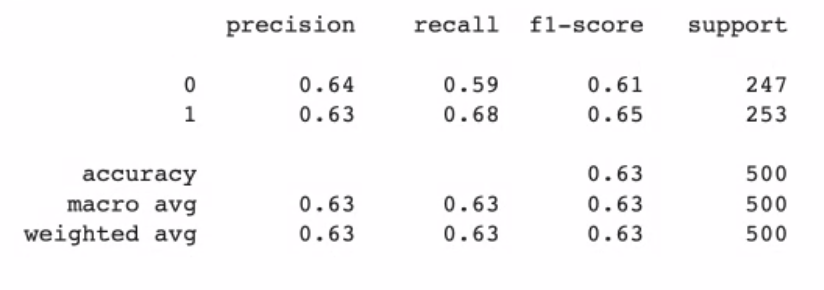 precision recall f1-score support
0 0.64 0.59 0.61 247
1 0.63 0.68 0.65 253
accuracy 0.63 500
macro avg 0.63 0.63 0.63 500
weighted avg 0.63 0.63 0.63 500